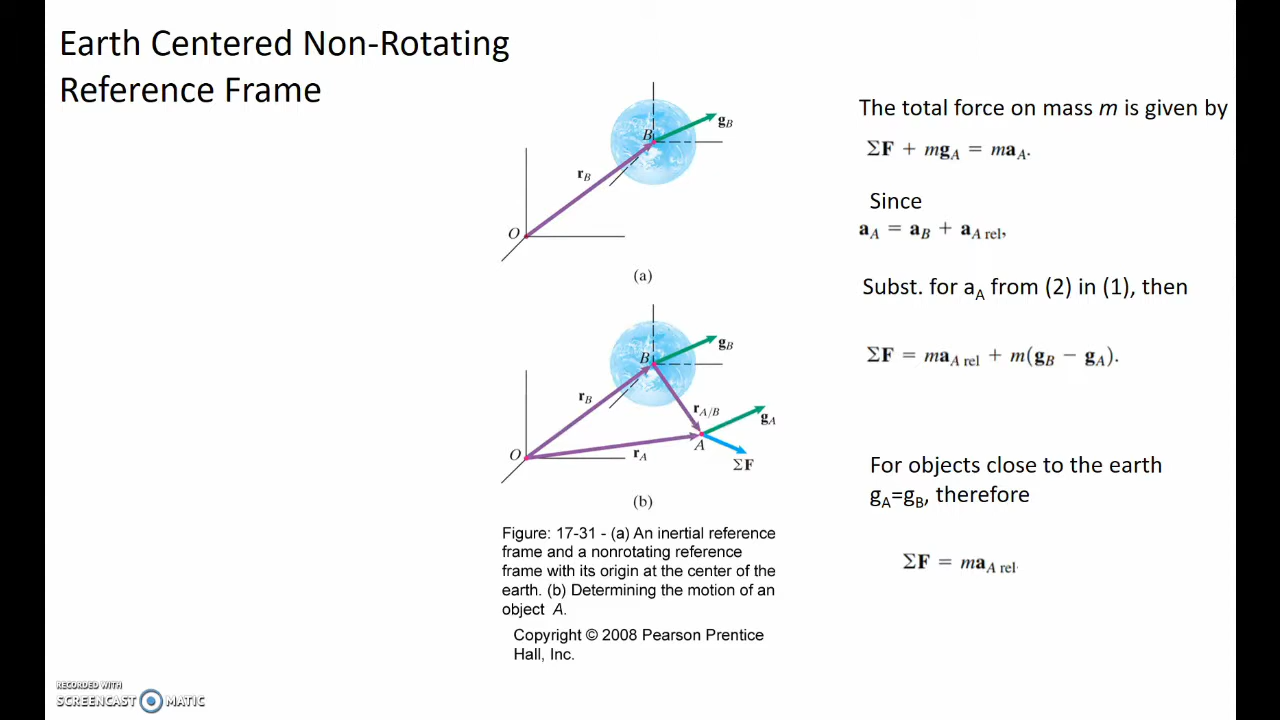 Earth Centered Non-Rotating
Reference Frame
B
g_B
r_B
O
(a)
B
g_B
r_B
r_{A/B}
g_A
O
r_A
A
ΣF
(b)
Figure: 17-31 - (a) An inertial reference
frame and a nonrotating reference
frame with its origin at the center of the
earth. (b) Determining the motion of an
object A.
Copyright © 2008 Pearson Prentice
Hall, Inc.
The total force on mass m is given by
ΣF + mg_A = ma_A.
Since
a_A = a_B + a_{A rel},
Subst. for a_A from (2) in (1), then
ΣF = ma_{A rel} + m(g_B − g_A).
For objects close to the earth
g_A=g_B, therefore
ΣF = ma_{A rel}.
RECORDED WITH
SCREENCAST MATIC